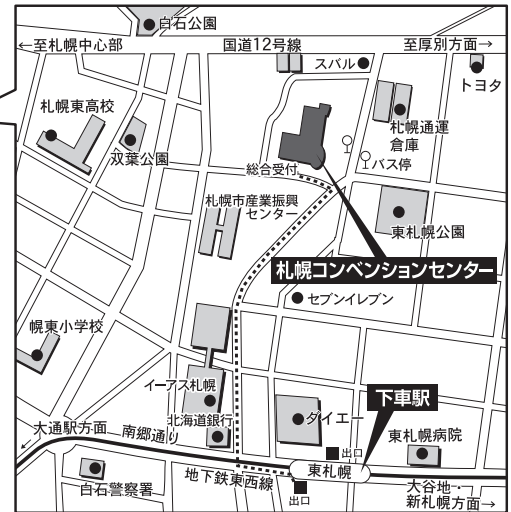 白石公園
←至札幌中心部
国道12号線
至厚別方面→
スバル
トヨタ
札幌東高校
双葉公園
札幌通運
倉庫
バス停
総合受付
札幌市産業振興
センター
東札幌公園
札幌コンベンションセンター
セブンイレブン
幌東小学校
イーアス札幌
下車駅
北海道銀行
ダイエー
大通駅方面
南郷通り
出口
東札幌病院
東札幌
地下鉄東西線
白石警察署
出口
大谷地・
新札幌方面→